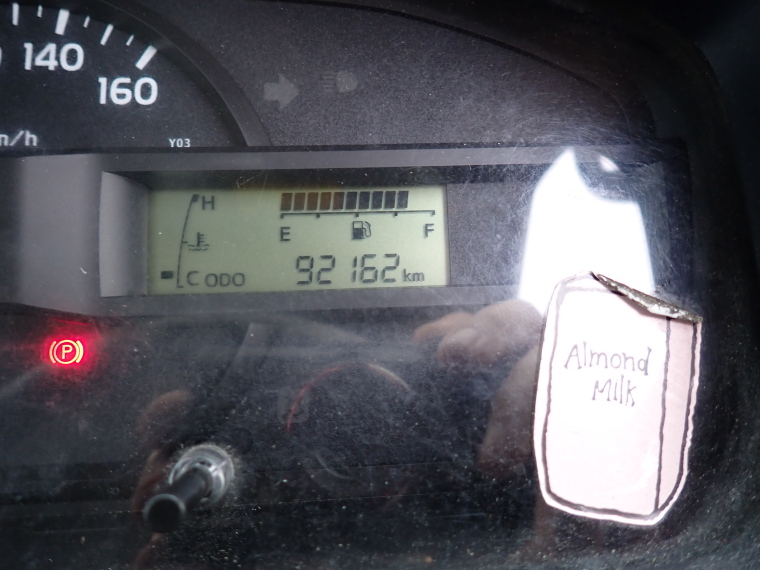 140
160
m/h
Y03
H
E F
C ODO 92162 km
P
Almond
Milk